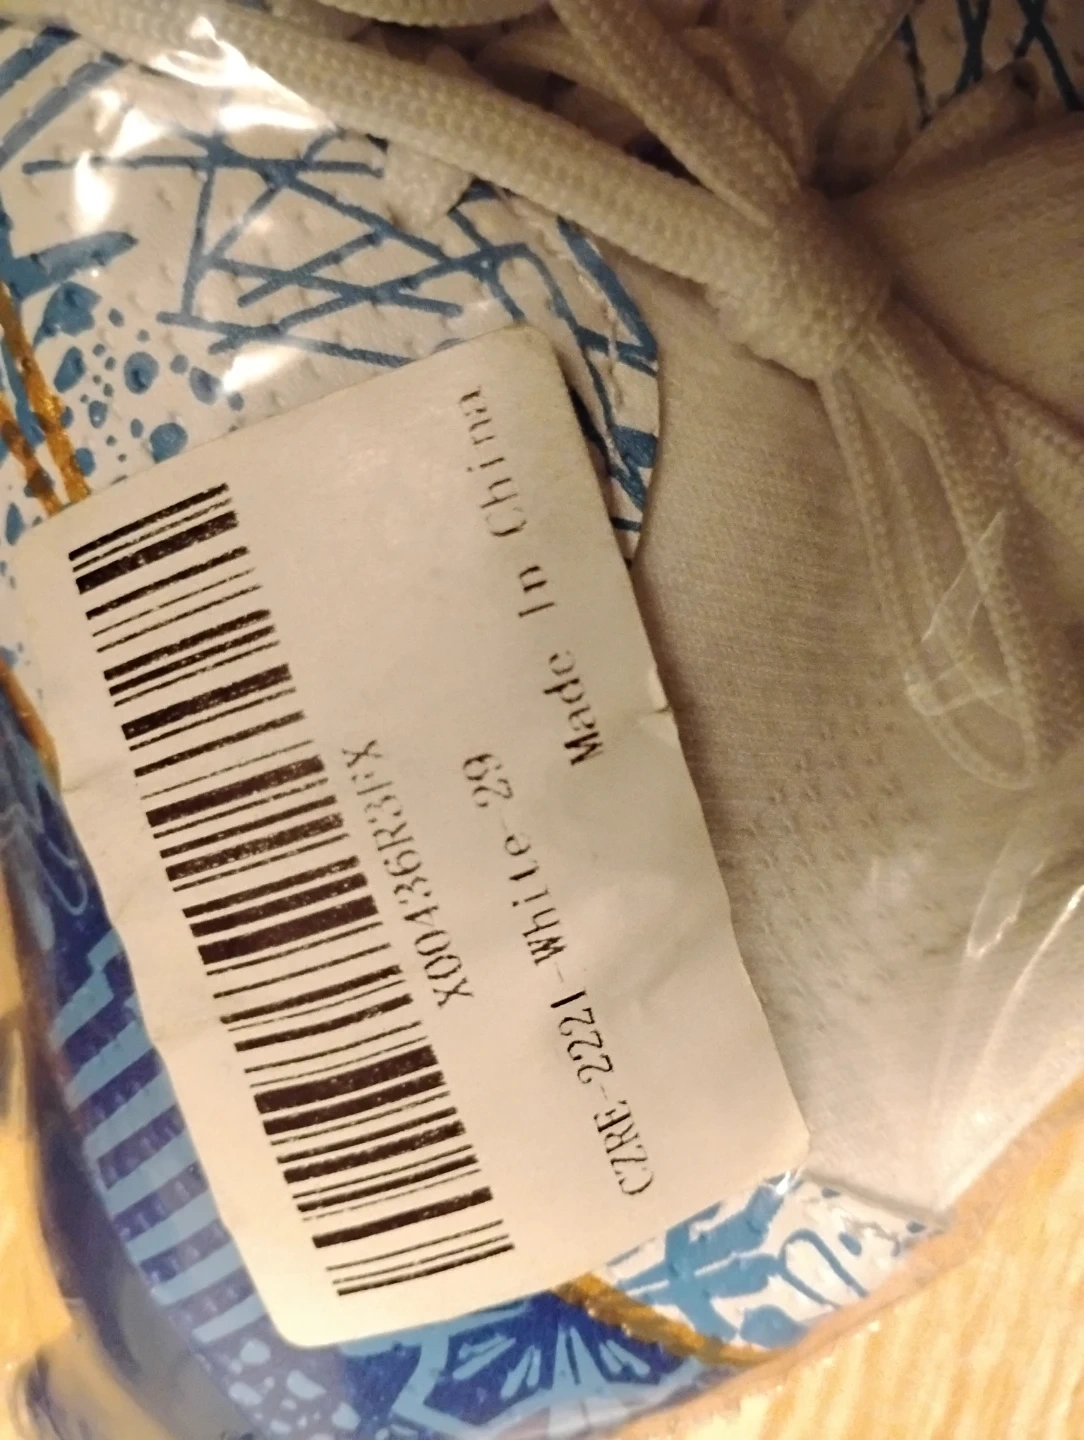 X00436R3FX
CZRE-2221-White-29
Made In China